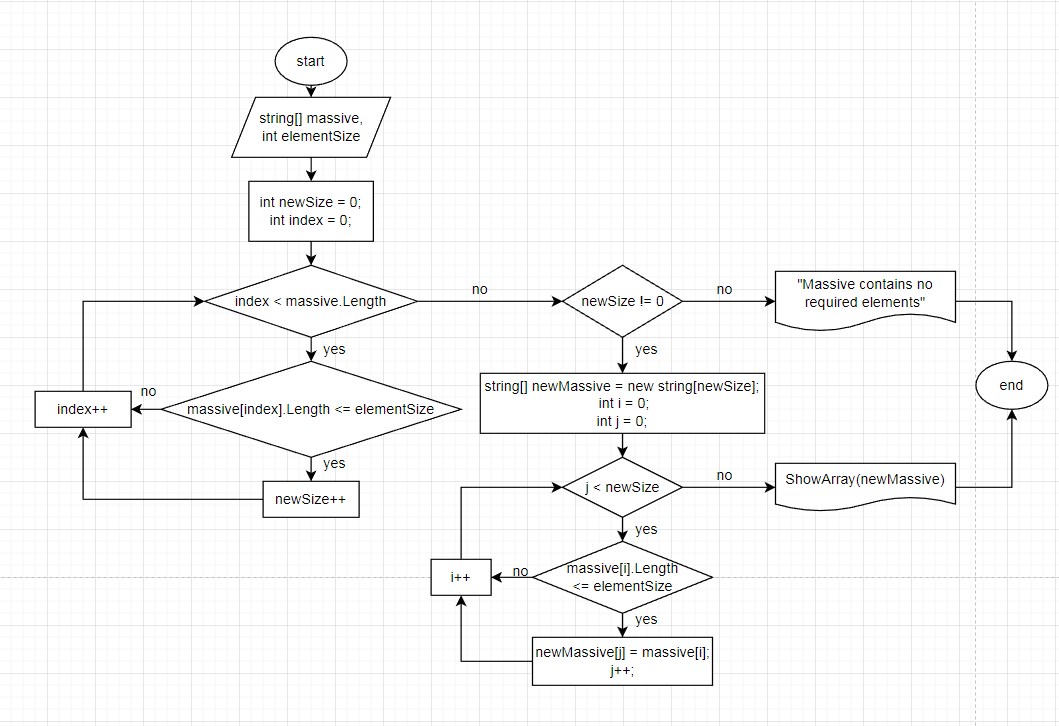 start
string[] massive,
int elementSize
int newSize = 0;
int index = 0;
index < massive.Length
no
newSize != 0
no
"Massive contains no
required elements"
yes
yes
end
no
index++
massive[index].Length <= elementSize
string[] newMassive = new string[newSize];
int i = 0;
int j = 0;
yes
newSize++
j < newSize
no
ShowArray(newMassive)
yes
no
i++
massive[i].Length
<= elementSize
yes
newMassive[j] = massive[i];
j++;